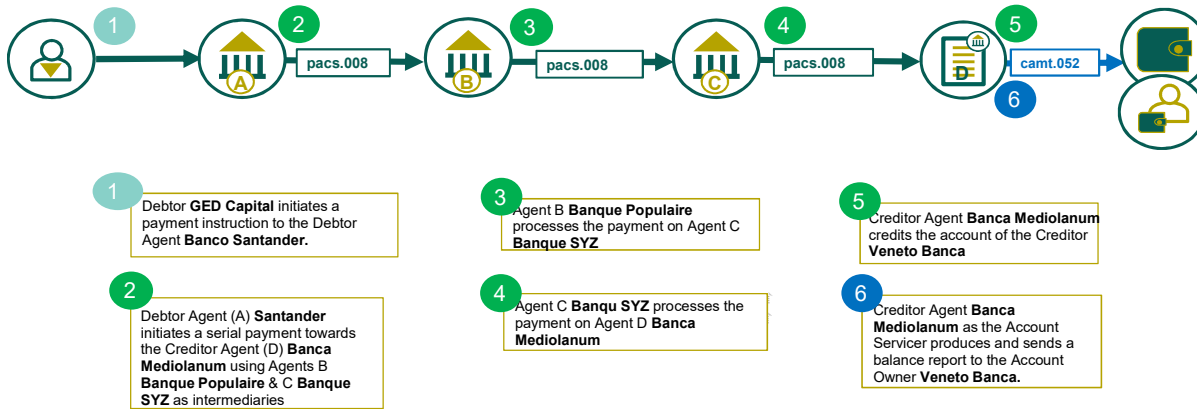 1
2
3
4
5
pacs.008
pacs.008
pacs.008
camt.052
A
B
C
D
6
1
Debtor GED Capital initiates a
payment instruction to the Debtor
Agent Banco Santander.
2
Debtor Agent (A) Santander
initiates a serial payment towards
the Creditor Agent (D) Banca
Mediolanum using Agents B
Banque Populaire & C Banque
SYZ as intermediaries
3
Agent B Banque Populaire
processes the payment on Agent C
Banque SYZ
4
Agent C Banqu SYZ processes the
payment on Agent D Banca
Mediolanum
5
Creditor Agent Banca Mediolanum
credits the account of the Creditor
Veneto Banca
6
Creditor Agent Banca
Mediolanum as the Account
Servicer produces and sends a
balance report to the Account
Owner Veneto Banca.